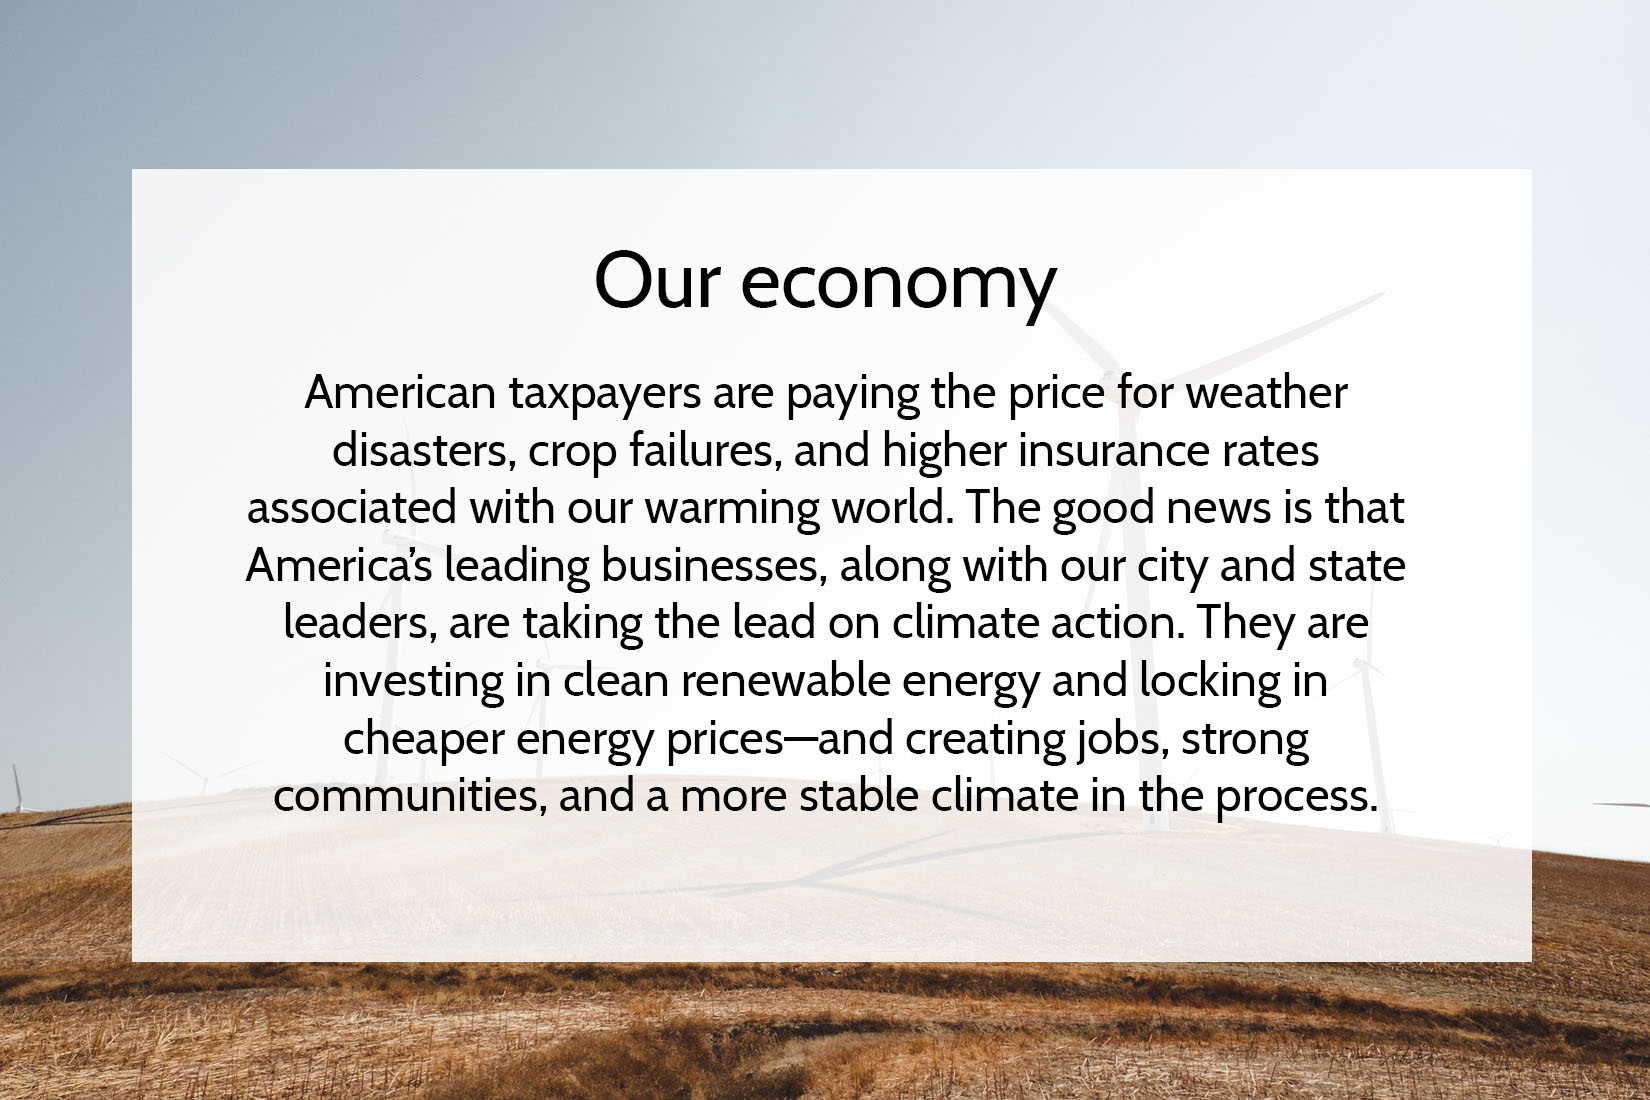 Our economy
American taxpayers are paying the price for weather
disasters, crop failures, and higher insurance rates
associated with our warming world. The good news is that
America’s leading businesses, along with our city and state
leaders, are taking the lead on climate action. They are
investing in clean renewable energy and locking in
cheaper energy prices—and creating jobs, strong
communities, and a more stable climate in the process.